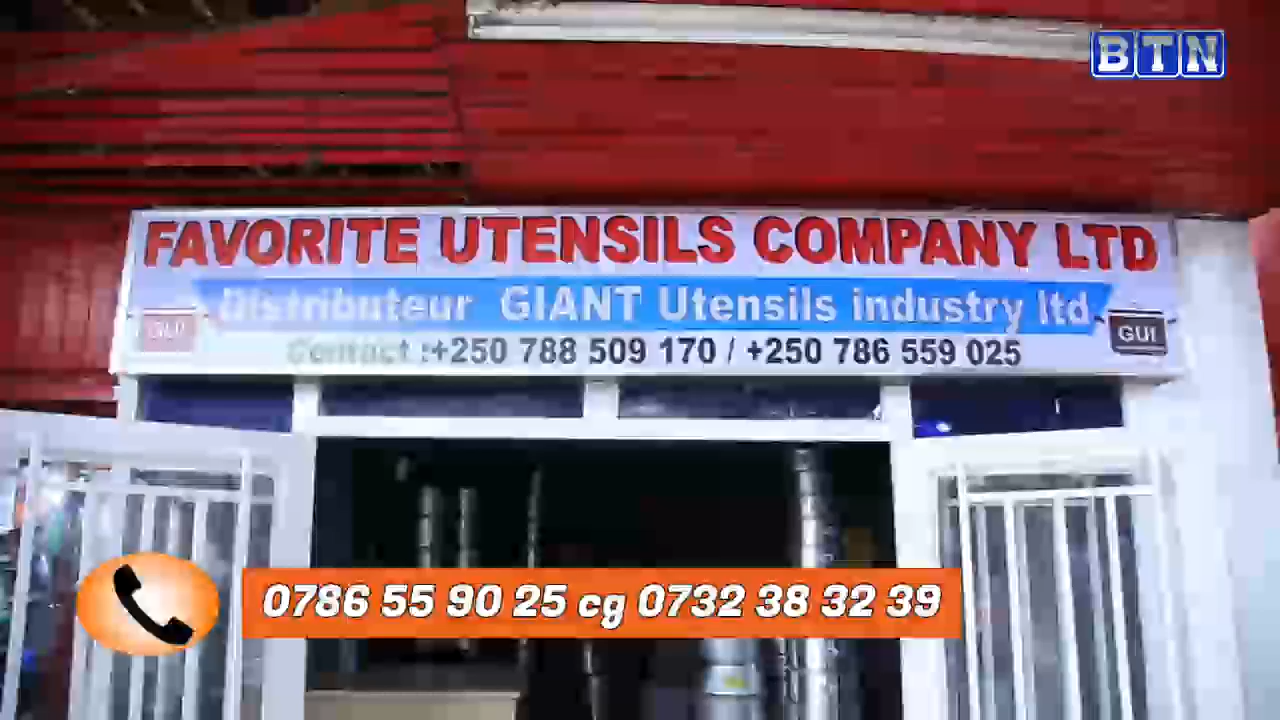 BTN
FAVORITE UTENSILS COMPANY LTD
Distributeur GIANT Utensils industry ltd
GUI
GUI
Contact :+250 788 509 170 / +250 786 559 025
0786 55 90 25 cg 0732 38 32 39